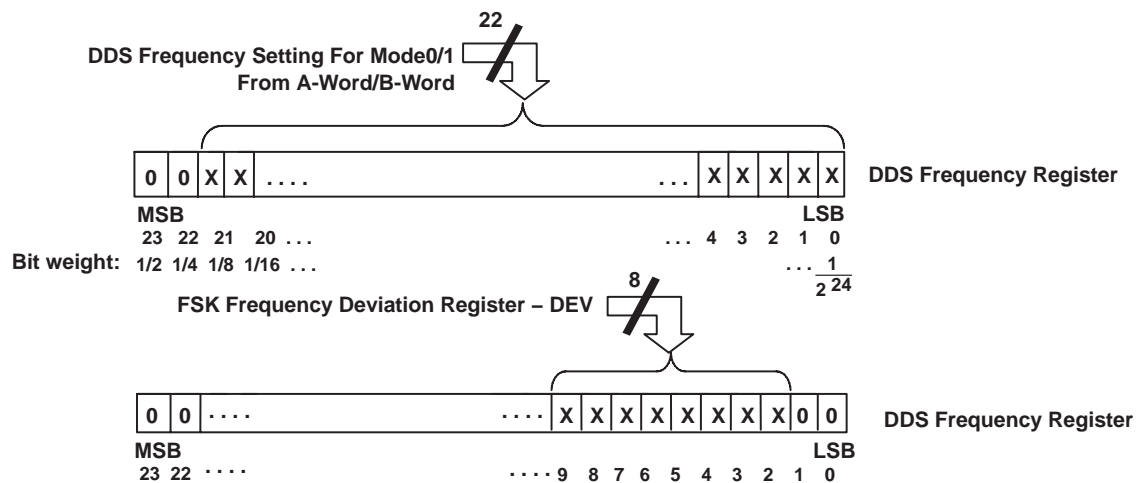 22
DDS Frequency Setting For Mode0/1
From A-Word/B-Word
0 0 X X .... ... X X X X X DDS Frequency Register
MSB LSB
23 22 21 20 ... ... 4 3 2 1 0
Bit weight: 1/2 1/4 1/8 1/16 ... ... 1
2 24
8
FSK Frequency Deviation Register – DEV
0 0 .... .... X X X X X X X X 0 0 DDS Frequency Register
MSB LSB
23 22 .... .... 9 8 7 6 5 4 3 2 1 0